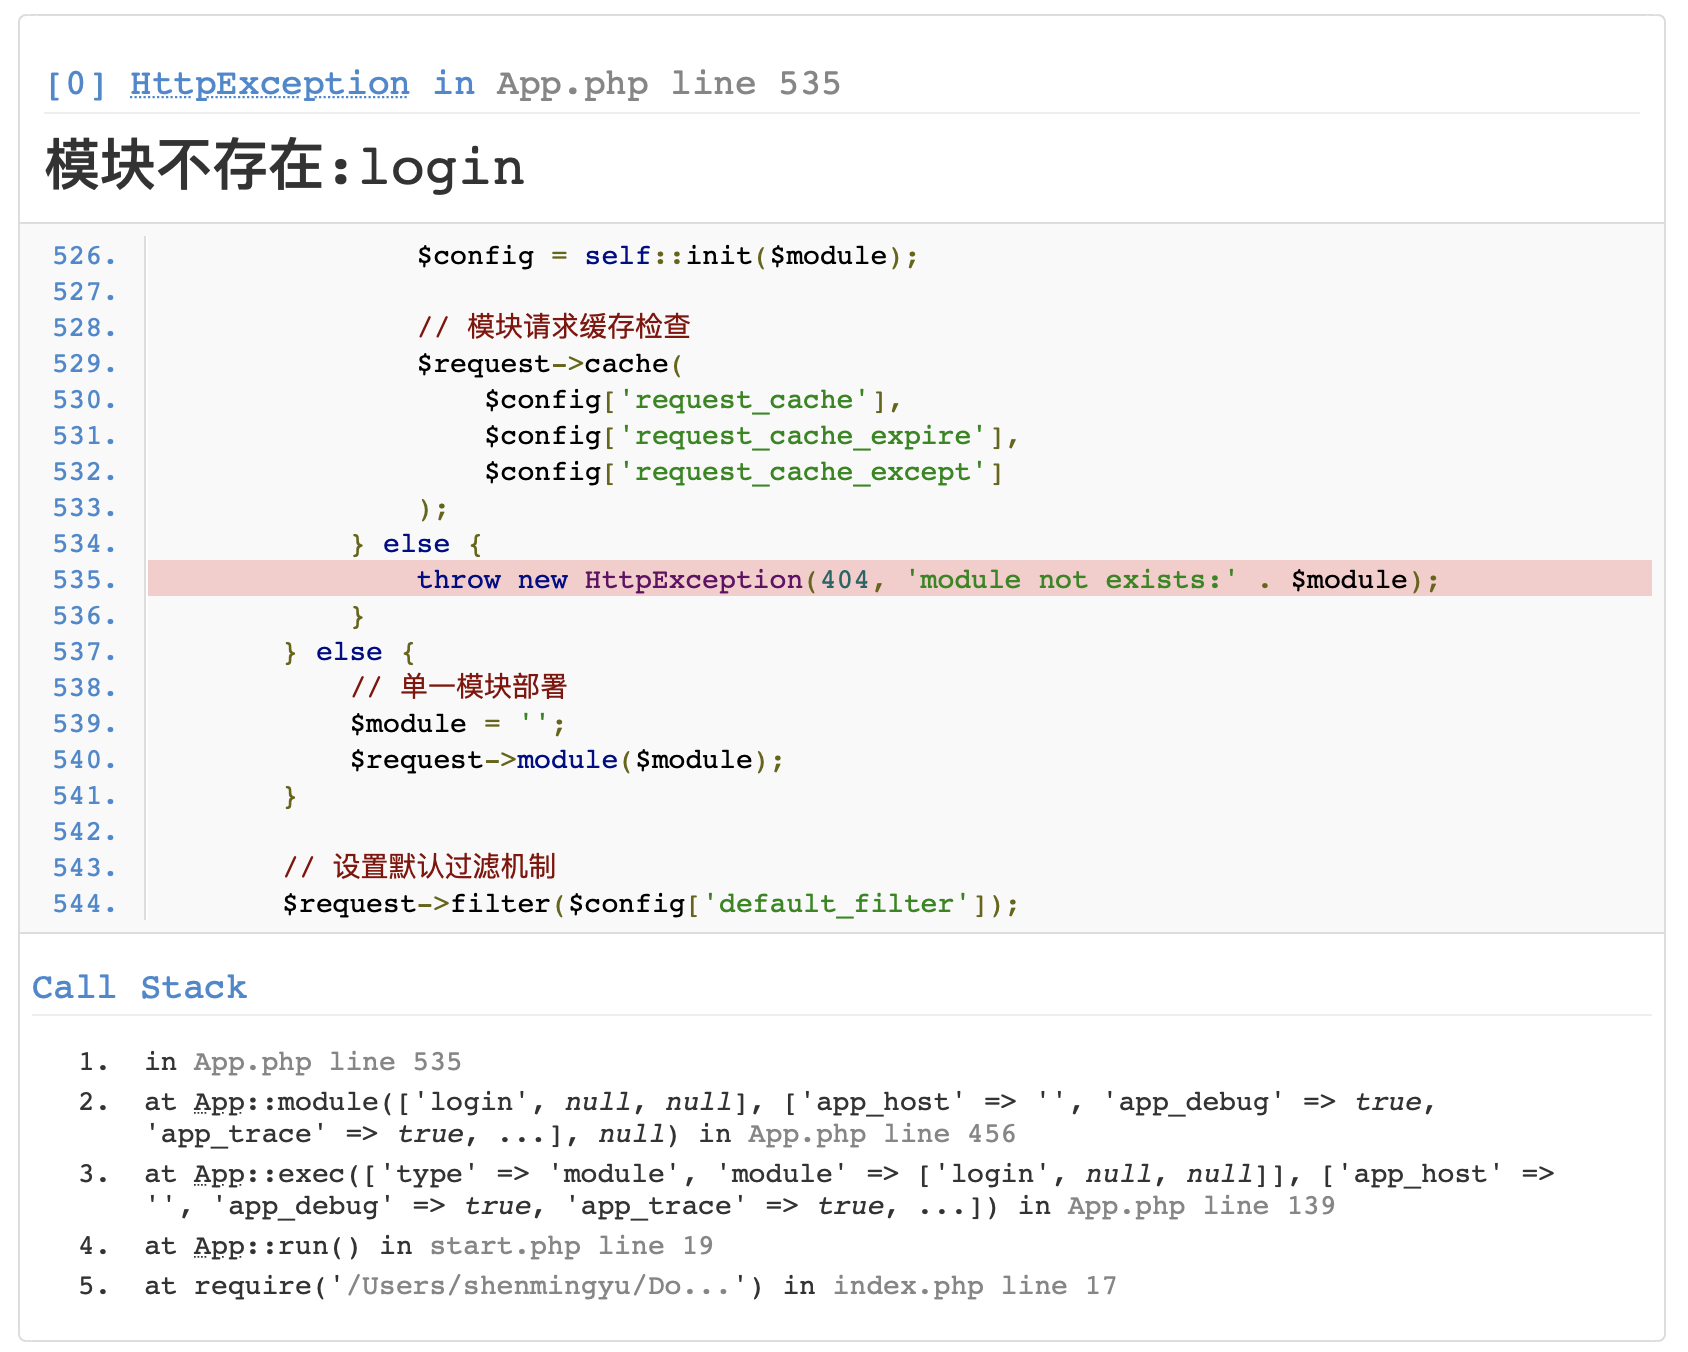 [0] HttpException in App.php line 535
模块不存在:login
526. $config = self::init($module);
527.
528. // 模块请求缓存检查
529. $request->cache(
530. $config['request_cache'],
531. $config['request_cache_expire'],
532. $config['request_cache_except']
533. );
534. } else {
535. throw new HttpException(404, 'module not exists:' . $module);
536. }
537. } else {
538. // 单一模块部署
539. $module = '';
540. $request->module($module);
541. }
542.
543. // 设置默认过滤机制
544. $request->filter($config['default_filter']);
Call Stack
1. in App.php line 535
2. at App::module(['login', null, null], ['app_host' => '', 'app_debug' => true,
'app_trace' => true, ...], null) in App.php line 456
3. at App::exec(['type' => 'module', 'module' => ['login', null, null]], ['app_host' =>
'', 'app_debug' => true, 'app_trace' => true, ...]) in App.php line 139
4. at App::run() in start.php line 19
5. at require('/Users/shenmingyu/Do...') in index.php line 17